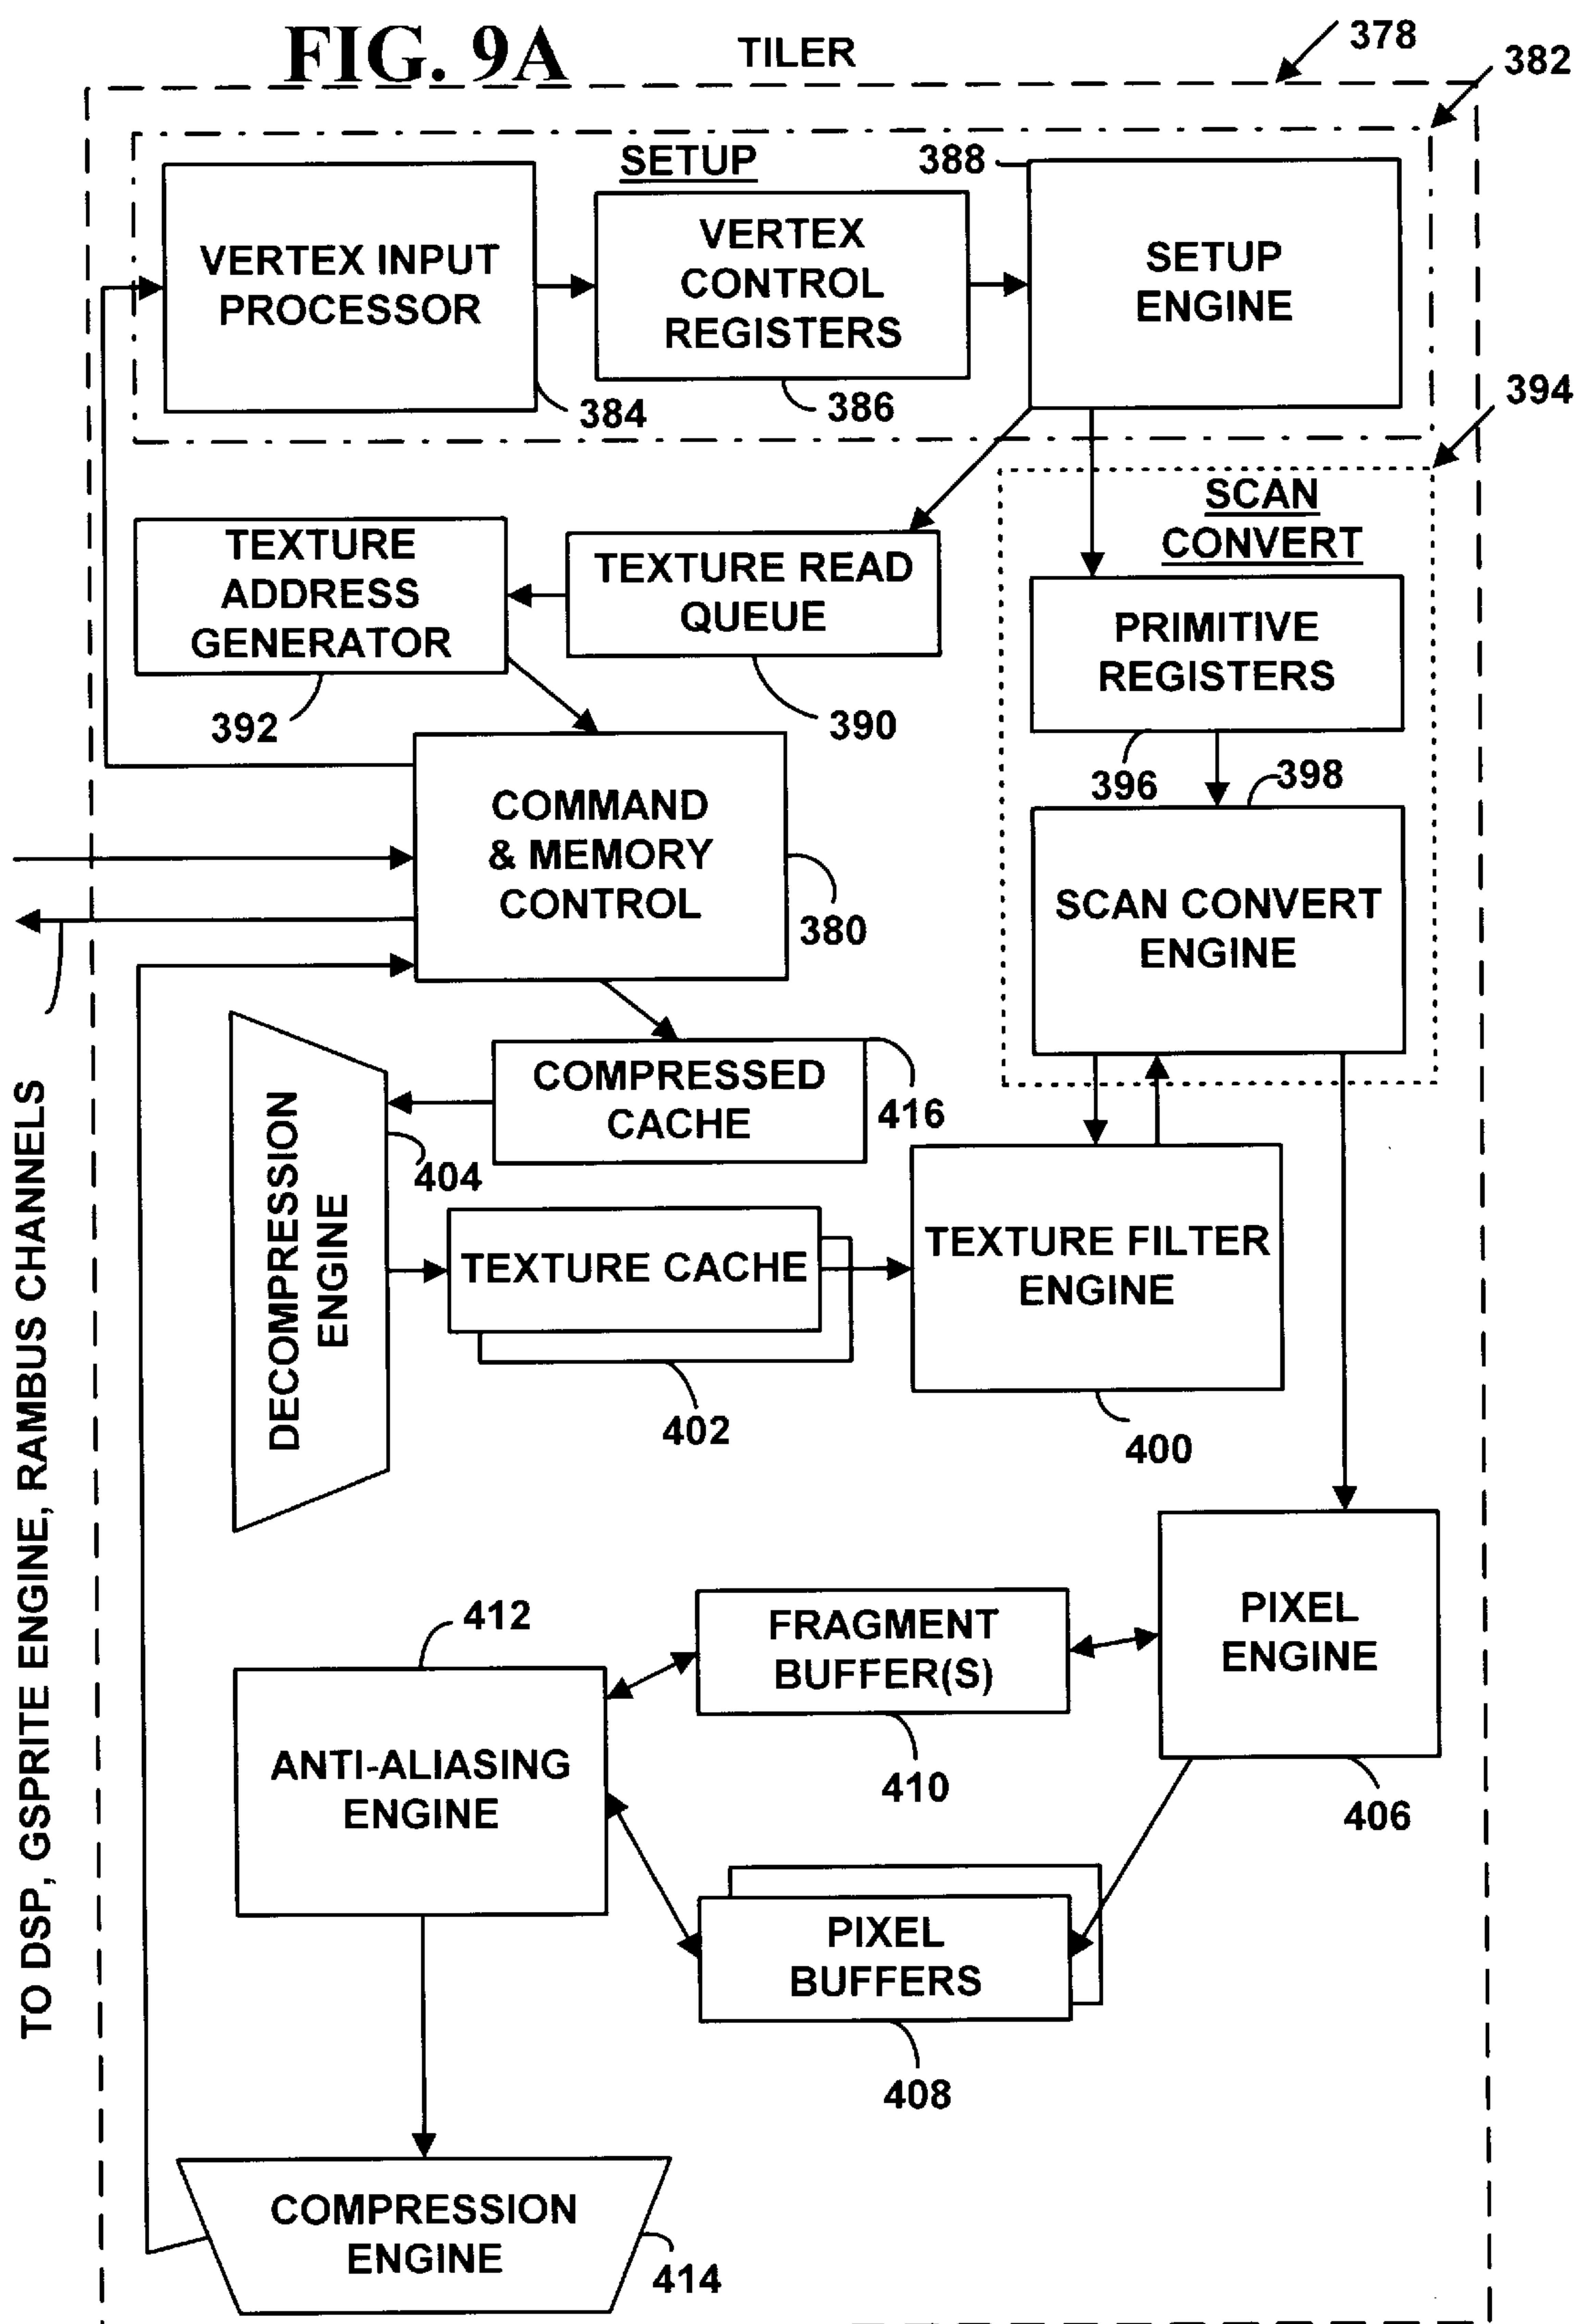 FIG. 9A
TILER
378
382
SETUP
388
VERTEX INPUT
PROCESSOR
VERTEX
CONTROL
REGISTERS
SETUP
ENGINE
384
386
394
SCAN
CONVERT
TEXTURE
ADDRESS
GENERATOR
TEXTURE READ
QUEUE
PRIMITIVE
REGISTERS
392
390
396
398
COMMAND
& MEMORY
CONTROL
380
SCAN CONVERT
ENGINE
COMPRESSED
CACHE
416
404
DECOMPRESSION
ENGINE
TEXTURE CACHE
TEXTURE FILTER
ENGINE
402
400
TO DSP, GSPRITE ENGINE, RAMBUS CHANNELS
412
FRAGMENT
BUFFER(S)
PIXEL
ENGINE
410
406
ANTI-ALIASING
ENGINE
PIXEL
BUFFERS
408
COMPRESSION
ENGINE
414